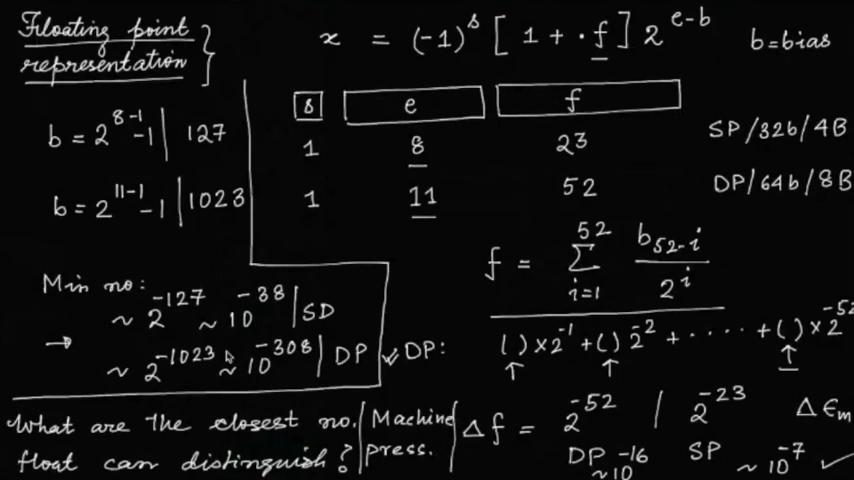 Floating point
representation
x = (-1)^s [ 1 + .f ] 2^{e-b}
b = bias
s e f
b = 2^{8-1} -1 | 127
1 8 23 SP/32b/4B
b = 2^{11-1} -1 | 1023
1 11 52 DP/64b/8B
f = Σ_{i=1}^{52} b_{52-i} / 2^i
Min no:
~ 2^{-127} ~ 10^{-38} | SD
→ ~ 2^{-1023} ~ 10^{-308} | DP
✓ DP: ( ) × 2^{-1} + ( ) 2^{-2} + ..... + ( ) × 2^{-52}
↑ ↑ ↑
What are the closest no. | Machine
float can distinguish? | press.
Δf = 2^{-52} / 2^{-23} Δ Є_m
DP ~10^{-16} SP ~ 10^{-7} ✓